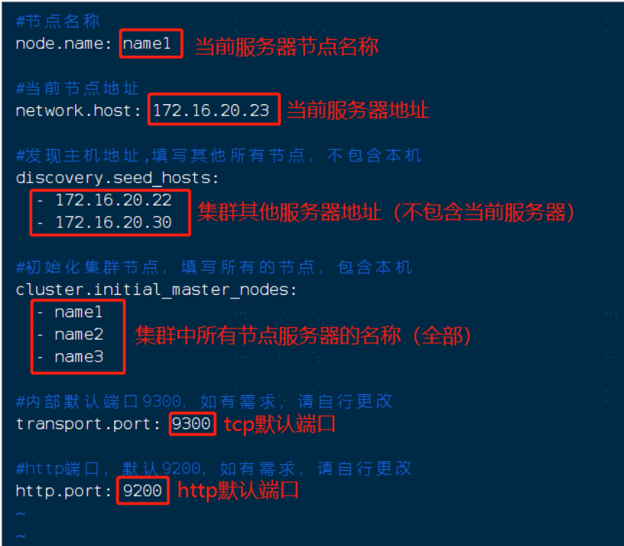 #节点名称
node.name: name1 当前服务器节点名称
#当前节点地址
network.host: 172.16.20.23 当前服务器地址
#发现主机地址,填写其他所有节点，不包含本机
discovery.seed_hosts:
- 172.16.20.22
- 172.16.20.30
集群其他服务器地址（不包含当前服务器）
#初始化集群节点，填写所有的节点，包含本机
cluster.initial_master_nodes:
- name1
- name2
- name3
集群中所有节点服务器的名称（全部）
#内部默认端口9300，如有需求，请自行更改
transport.port: 9300 tcp默认端口
#http端口，默认9200，如有需求，请自行更改
http.port: 9200 http默认端口
~
~